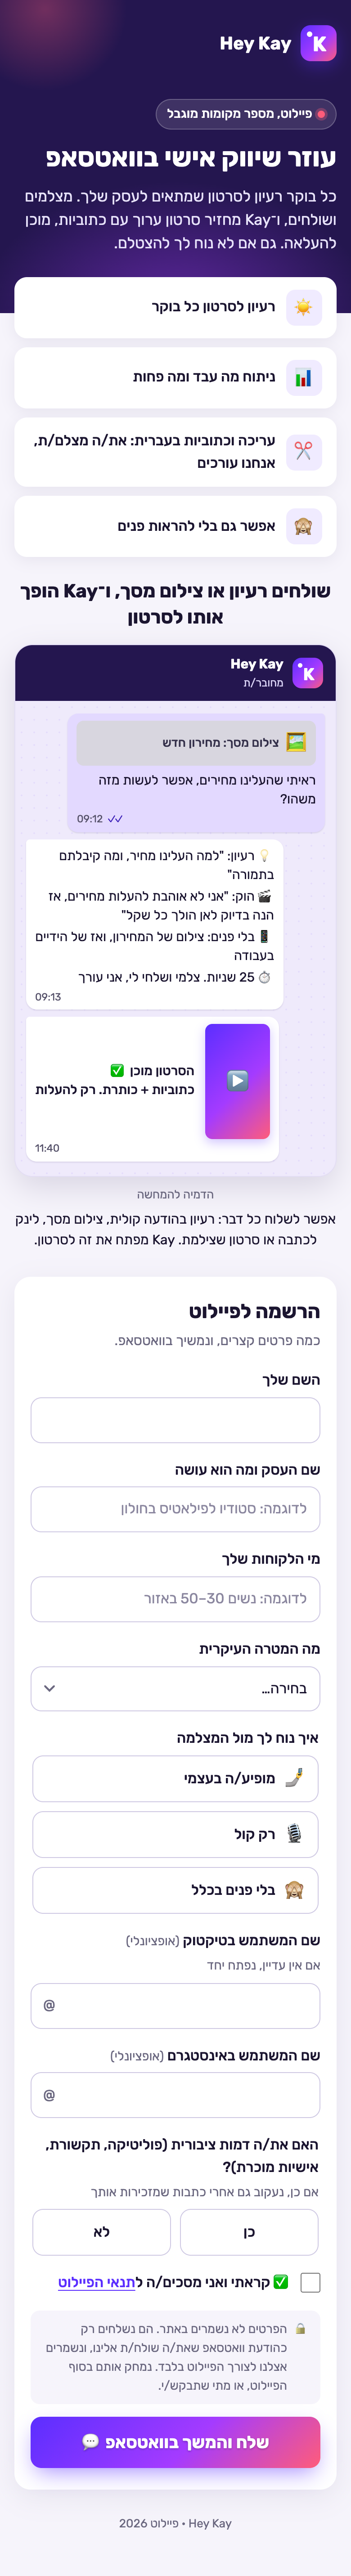 Hey Kay
פיילוט, מספר מקומות מוגבל
עוזר שיווק אישי בוואטסאפ
כל בוקר רעיון לסרטון שמתאים לעסק שלך. מצלמים
ושולחים, ו־Kay מחזיר סרטון ערוך עם כתוביות, מוכן
להעלאה. גם אם לא נוח לך להצטלם.
רעיון לסרטון כל בוקר
ניתוח מה עבד ומה פחות
עריכה וכתוביות בעברית: את/ה מצלמ/ת,
אנחנו עורכים
אפשר גם בלי להראות פנים
שולחים רעיון או צילום מסך, ו־Kay הופך
אותו לסרטון
Hey Kay
מחובר/ת
צילום מסך: מחירון חדש
ראיתי שהעלינו מחירים, אפשר לעשות מזה
משהו?
09:12
רעיון: "למה העלינו מחיר, ומה קיבלתם
בתמורה"
הוק: "אני לא אוהבת להעלות מחירים, אז
הנה בדיוק לאן הולך כל שקל"
בלי פנים: צילום של המחירון, ואז של הידיים
בעבודה
25 שניות. צלמי ושלחי לי, אני עורך
09:13
הסרטון מוכן ✅
כתוביות + כותרת. רק להעלות
11:40
הדמיה להמחשה
אפשר לשלוח כל דבר: רעיון בהודעה קולית, צילום מסך, לינק
לכתבה או סרטון שצילמת. Kay מפתח את זה לסרטון.
הרשמה לפיילוט
כמה פרטים קצרים, ונמשיך בוואטסאפ.
השם שלך
שם העסק ומה הוא עושה
לדוגמה: סטודיו לפילאטיס בחולון
מי הלקוחות שלך
לדוגמה: נשים 30–50 באזור
מה המטרה העיקרית
בחירה...
איך נוח לך מול המצלמה
מופיע/ה בעצמי
רק קול
בלי פנים בכלל
שם המשתמש בטיקטוק (אופציונלי)
אם אין עדיין, נפתח יחד
@
שם המשתמש באינסטגרם (אופציונלי)
@
האם את/ה דמות ציבורית (פוליטיקה, תקשורת,
אישיות מוכרת)?
אם כן, נעקוב גם אחרי כתבות שמזכירות אותך
כן
לא
✅ קראתי ואני מסכים/ה לתנאי הפיילוט
הפרטים לא נשמרים באתר. הם נשלחים רק
כהודעת וואטסאפ שאת/ה שולח/ת אלינו, ונשמרים
אצלנו לצורך הפיילוט בלבד. נמחק אותם בסוף
הפיילוט, או מתי שתבקש/י.
שלח והמשך בוואטסאפ
Hey Kay • פיילוט 2026